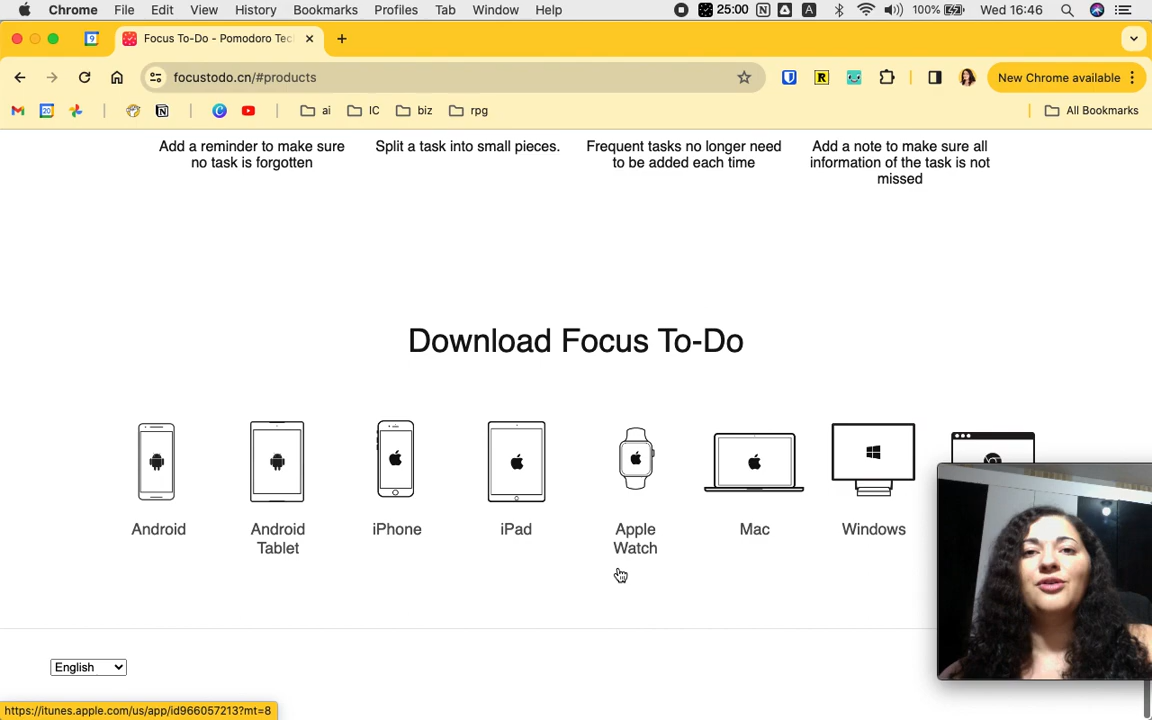 Chrome File Edit View History Bookmarks Profiles Tab Window Help 25:00 A 100% Wed 16:46
Focus To-Do - Pomodoro Tec
focustodo.cn/#products
New Chrome available
ai IC biz rpg All Bookmarks
Add a reminder to make sure
no task is forgotten
Split a task into small pieces.
Frequent tasks no longer need
to be added each time
Add a note to make sure all
information of the task is not
missed
Download Focus To-Do
Android
Android
Tablet
iPhone
iPad
Apple
Watch
Mac
Windows
English
https://itunes.apple.com/us/app/id966057213?mt=8